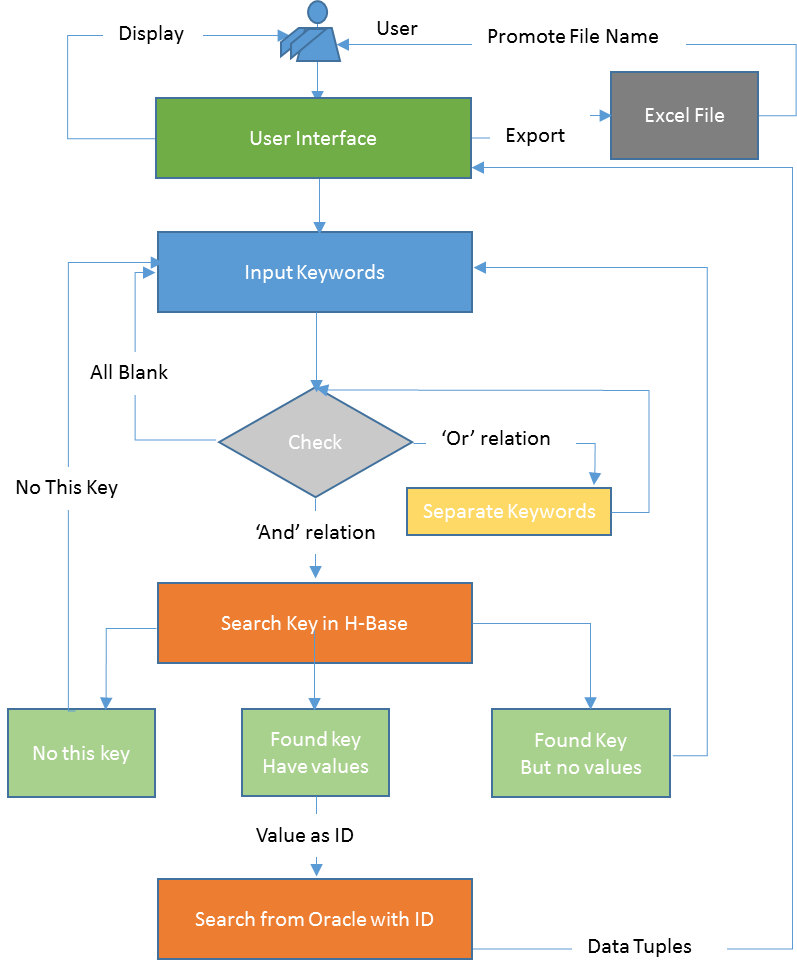 Display
User
Promote File Name
User Interface
Export
Excel File
Input Keywords
All Blank
Check
‘Or’ relation
No This Key
Separate Keywords
‘And’ relation
Search Key in H-Base
No this key
Found key
Have values
Found Key
But no values
Value as ID
Search from Oracle with ID
Data Tuples